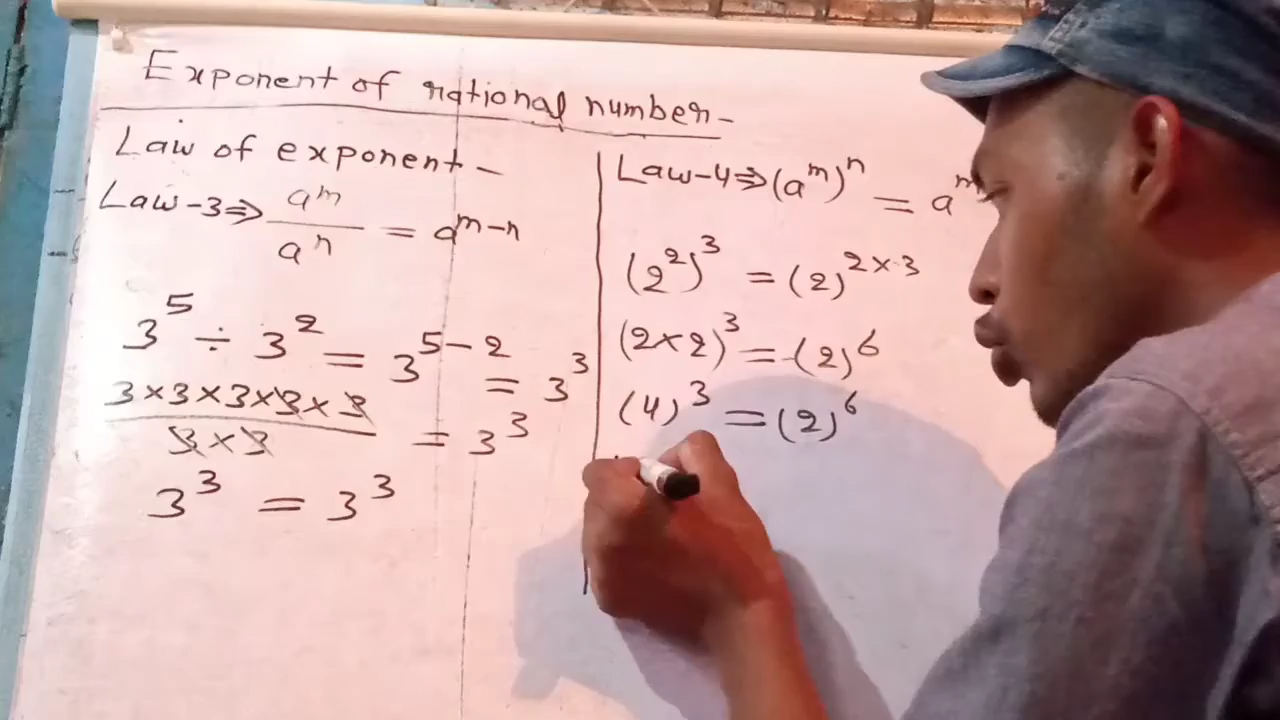 Exponent of rational number-
Law of exponent-
Law-3⇒ a^m / a^n = a^m-n
3^5 ÷ 3^2 = 3^5-2
= 3^3
3×3×3×3×3 / 3×3 = 3^3
3^3 = 3^3
Law-4⇒(a^m)^n = a^m
(2^2)^3 = (2)^2×3
(2×2)^3 = (2)^6
(4)^3 = (2)^6